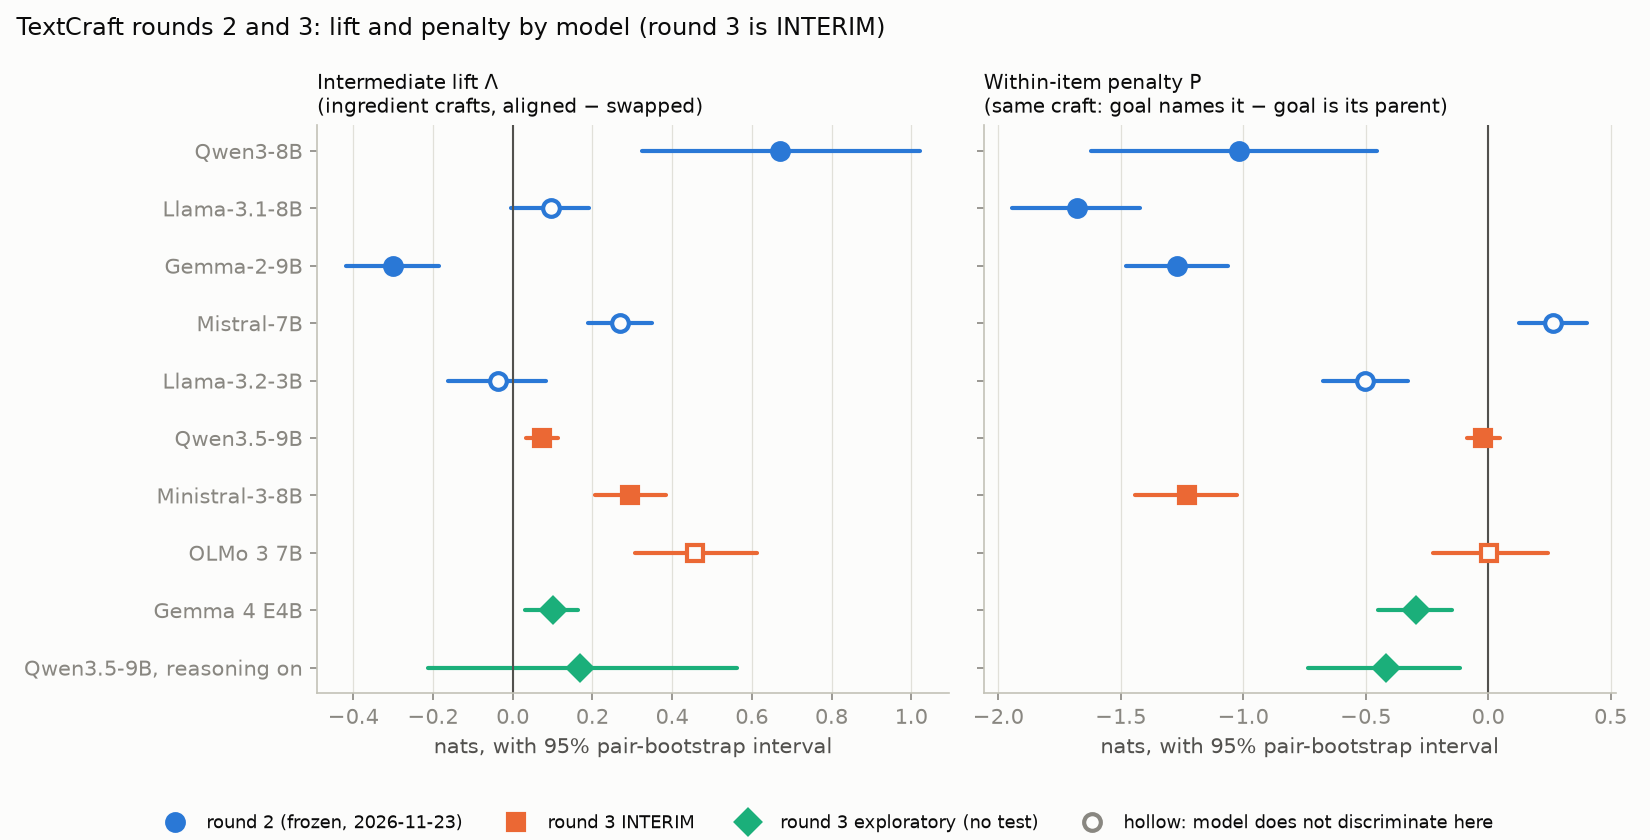 TextCraft rounds 2 and 3: lift and penalty by model (round 3 is INTERIM)
Intermediate lift Λ
(ingredient crafts, aligned − swapped)
Within-item penalty P
(same craft: goal names it − goal is its parent)
Qwen3-8B
Llama-3.1-8B
Gemma-2-9B
Mistral-7B
Llama-3.2-3B
Qwen3.5-9B
Ministral-3-8B
OLMo 3 7B
Gemma 4 E4B
Qwen3.5-9B, reasoning on
−0.4 −0.2 0.0 0.2 0.4 0.6 0.8 1.0
nats, with 95% pair-bootstrap interval
−2.0 −1.5 −1.0 −0.5 0.0 0.5
nats, with 95% pair-bootstrap interval
round 2 (frozen, 2026-11-23)
round 3 INTERIM
round 3 exploratory (no test)
hollow: model does not discriminate here